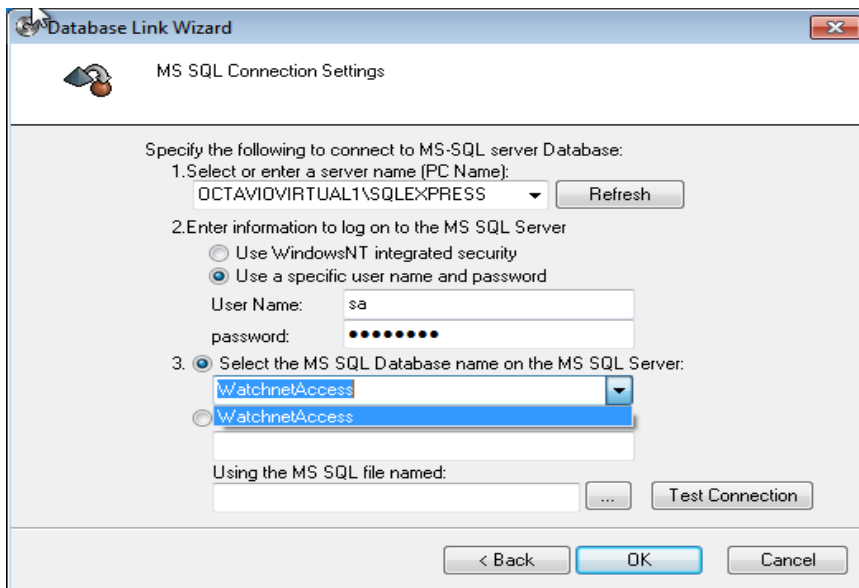 Database Link Wizard
MS SQL Connection Settings
Specify the following to connect to MS-SQL server Database:
1.Select or enter a server name (PC Name):
OCTAVIOVIRTUAL1\SQLEXPRESS
Refresh
2.Enter information to log on to the MS SQL Server
Use WindowsNT integrated security
Use a specific user name and password
User Name: sa
password: ●●●●●●●●
3. Select the MS SQL Database name on the MS SQL Server:
WatchnetAccess
WatchnetAccess
Using the MS SQL file named:
... Test Connection
< Back OK Cancel